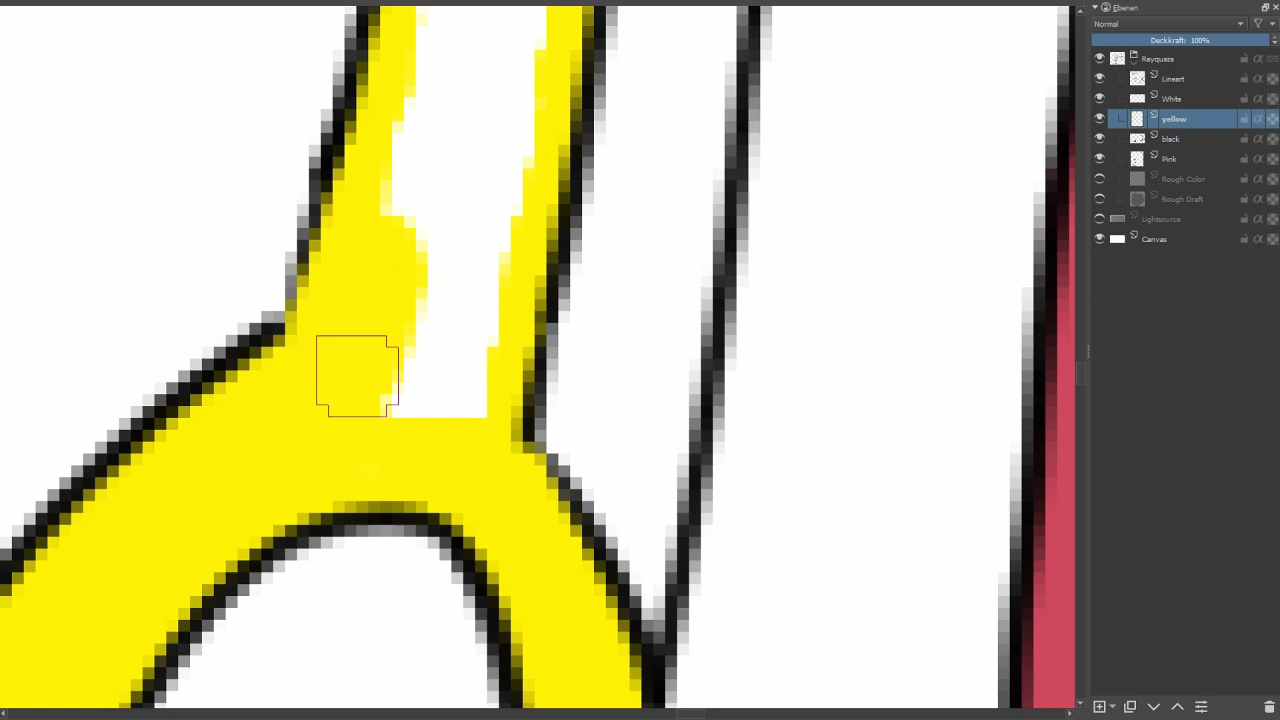 Ebenen
Normal
Deckkraft: 100%
Rayquaza
Lineart
White
yellow
black
Pink
Rough Color
Rough Draft
Lightsource
Canvas